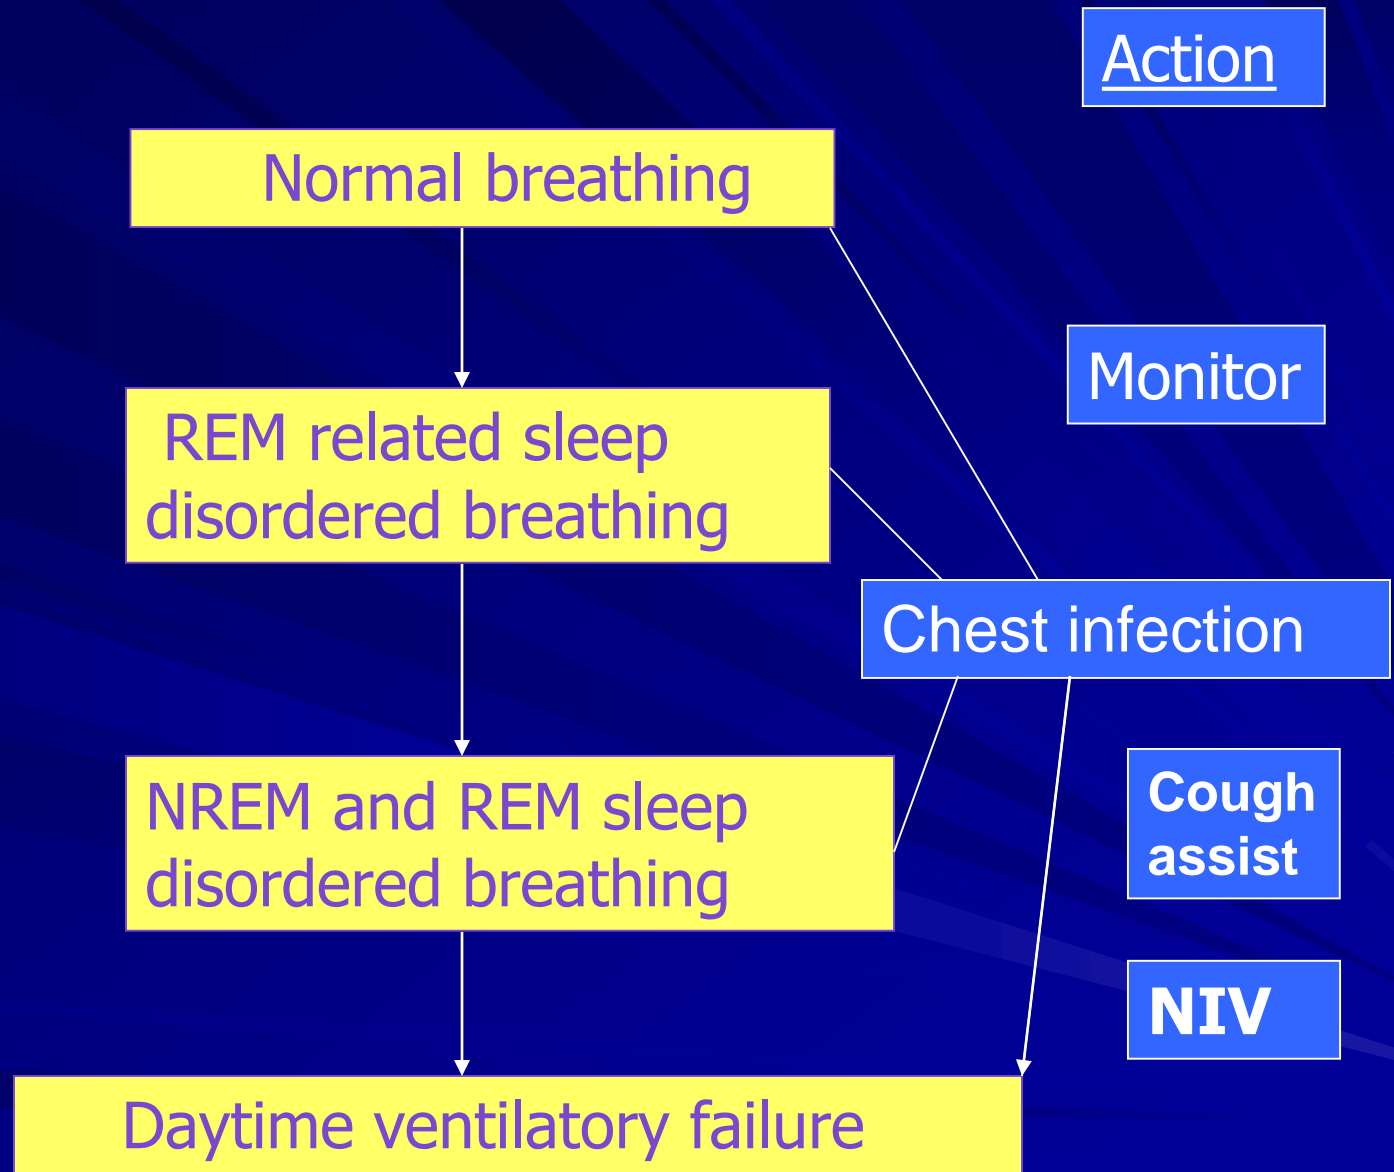 Action
Normal breathing
Monitor
REM related sleep
disordered breathing
Chest infection
NREM and REM sleep
disordered breathing
Cough
assist
NIV
Daytime ventilatory failure